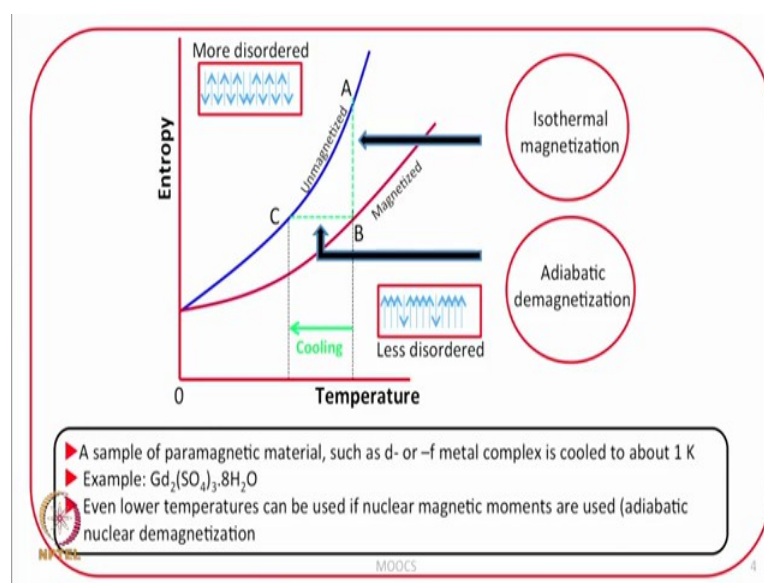 More disordered
A
Isothermal
magnetization
Entropy
Unmagnetized
Magnetized
C
B
Adiabatic
demagnetization
Cooling
Less disordered
0
Temperature
A sample of paramagnetic material, such as d- or –f metal complex is cooled to about 1 K
Example: Gd₂(SO₄)₃.8H₂O
Even lower temperatures can be used if nuclear magnetic moments are used (adiabatic
nuclear demagnetization
NPTEL
MOOCS
4